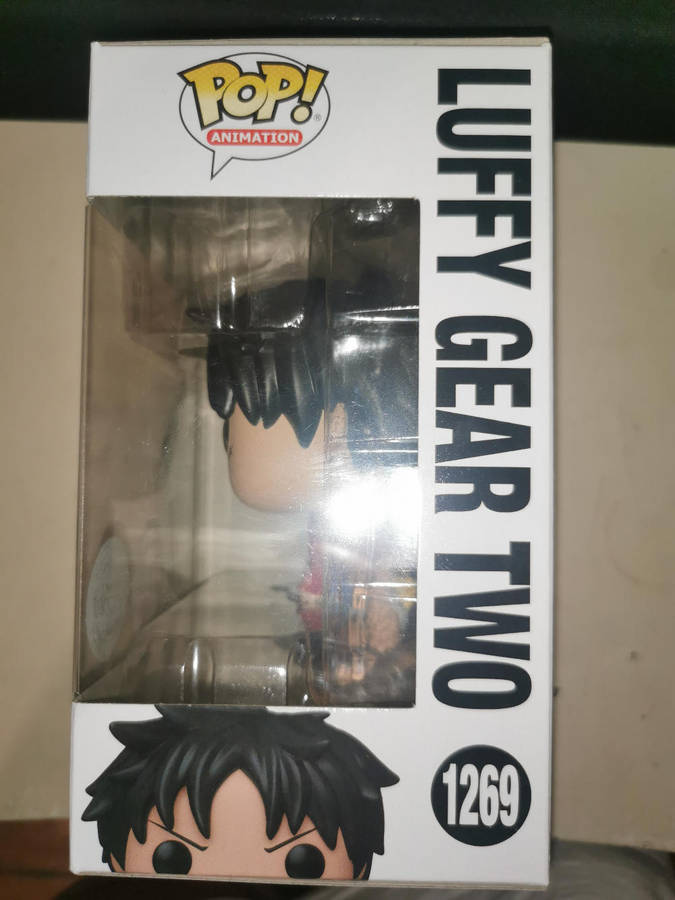 POP!
®
ANIMATION
LUFFY GEAR TWO
1269